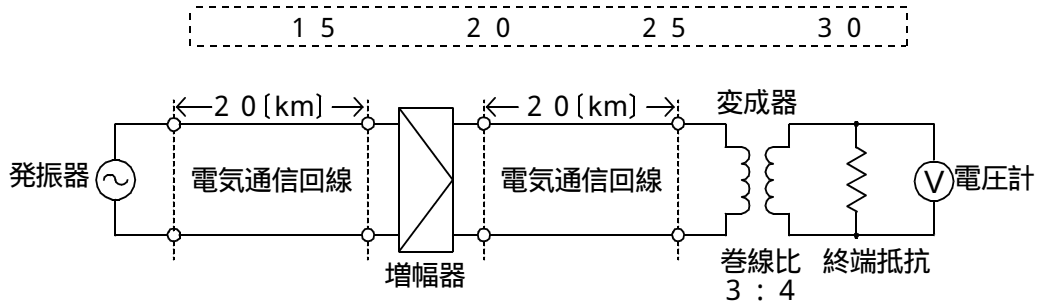 15 20 25 30
20〔km〕 20〔km〕 変成器
発振器 電気通信回線 電気通信回線 V 電圧計
増幅器 巻線比 終端抵抗
3:4